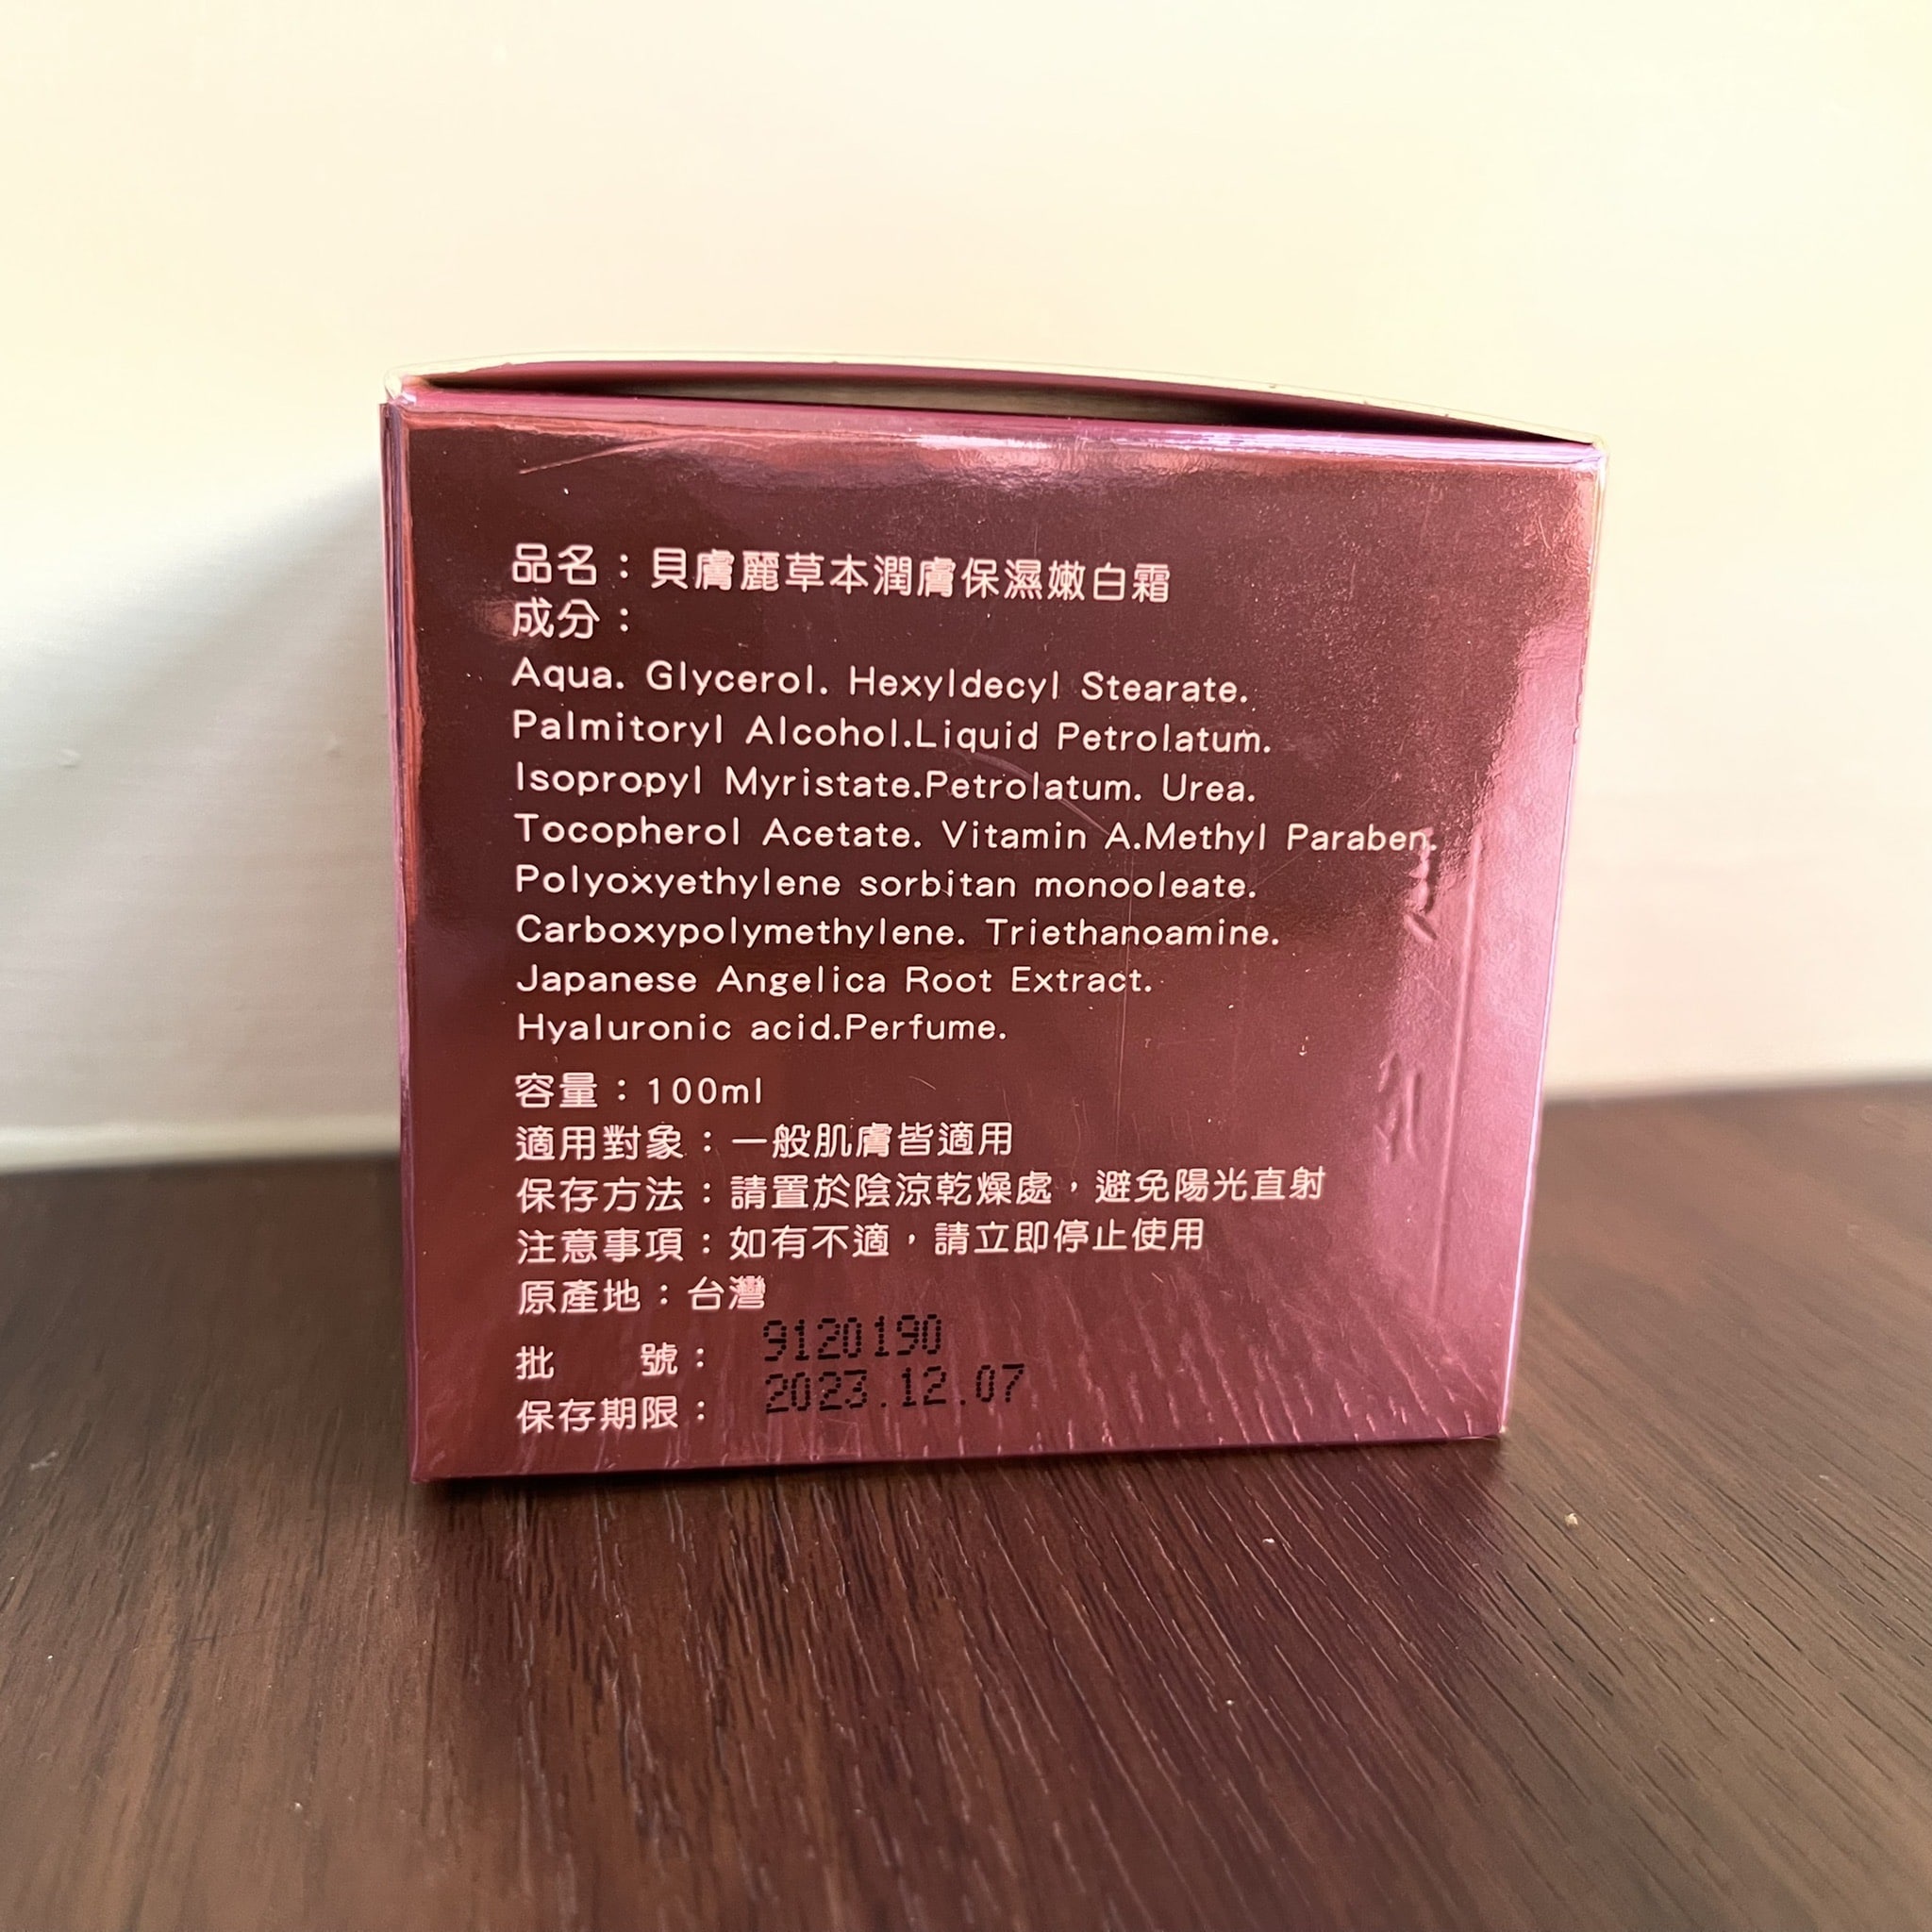 品名：貝膚麗草本潤膚保濕嫩白霜
成分：
Aqua. Glycerol. Hexyldecyl Stearate.
Palmitoryl Alcohol.Liquid Petrolatum.
Isopropyl Myristate.Petrolatum. Urea.
Tocopherol Acetate. Vitamin A.Methyl Paraben.
Polyoxyethylene sorbitan monooleate.
Carboxypolymethylene. Triethanoamine.
Japanese Angelica Root Extract.
Hyaluronic acid.Perfume.
容量：100ml
適用對象：一般肌膚皆適用
保存方法：請置於陰涼乾燥處，避免陽光直射
注意事項：如有不適，請立即停止使用
原產地：台灣
批　　號： 9120190
保存期限： 2023.12.07